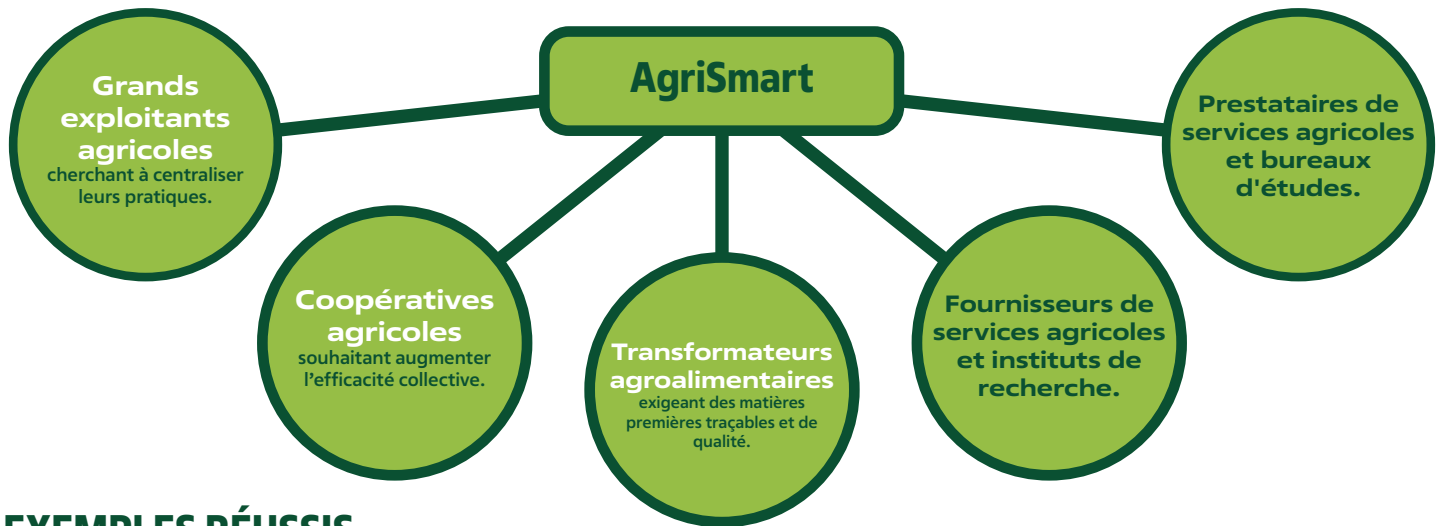 AgriSmart
Grands
exploitants
agricoles
cherchant à centraliser
leurs pratiques.
Coopératives
agricoles
souhaitant augmenter
l’efficacité collective.
Transformateurs
agroalimentaires
exigeant des matières
premières traçables et de
qualité.
Fournisseurs de
services agricoles
et instituts de
recherche.
Prestataires de
services agricoles
et bureaux
d'études.
EXEMPLES RÉUSSIS